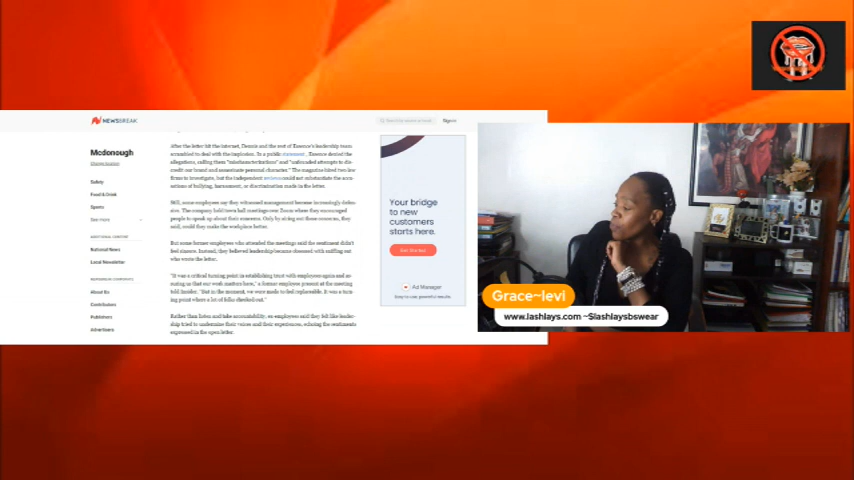 NEWSBREAK
Sign in
Mcdonough
Safety
Food & Drink
Sports
See more
National News
Local Newsletter
About Us
Contributors
Publishers
Advertisers
After the letter hit the internet, Dennis and the rest of Essence's leadership team
scrambled to deal with the implosion. In a public statement, Essence denied the
allegations, calling them "mischaracterizations" and "unfounded attempts to dis-
credit our brand and assassinate personal character." The magazine hired two law
firms to investigate, but the independent reviews could not substantiate the accu-
sations of bullying, harassment, or discrimination made in the letter.
Still, some employees say they witnessed management become increasingly defen-
sive. The company held town hall meetings over Zoom where they encouraged
people to speak up about their concerns. Only by airing out these concerns, they
said, could they make the workplace better.
But some former employees who attended the meetings said the sentiment didn't
feel sincere. Instead, they believed leadership became obsessed with sniffing out
who wrote the letter.
"It was a critical turning point in establishing trust with employees again and as-
suring us that our work matters here," a former employee present at the meeting
told Insider. "But in the moment, we were made to feel replaceable. It was a turn-
ing point where a lot of folks checked out."
Rather than listen and take accountability, ex-employees said they felt like leader-
ship tried to undermine their voices and their experiences, echoing the sentiments
expressed in the open letter.
Your bridge
to new
customers
starts here.
Ad Manager
Easy to use, powerful results.
Grace~levi
www.lashlays.com ~$lashlaysbswear